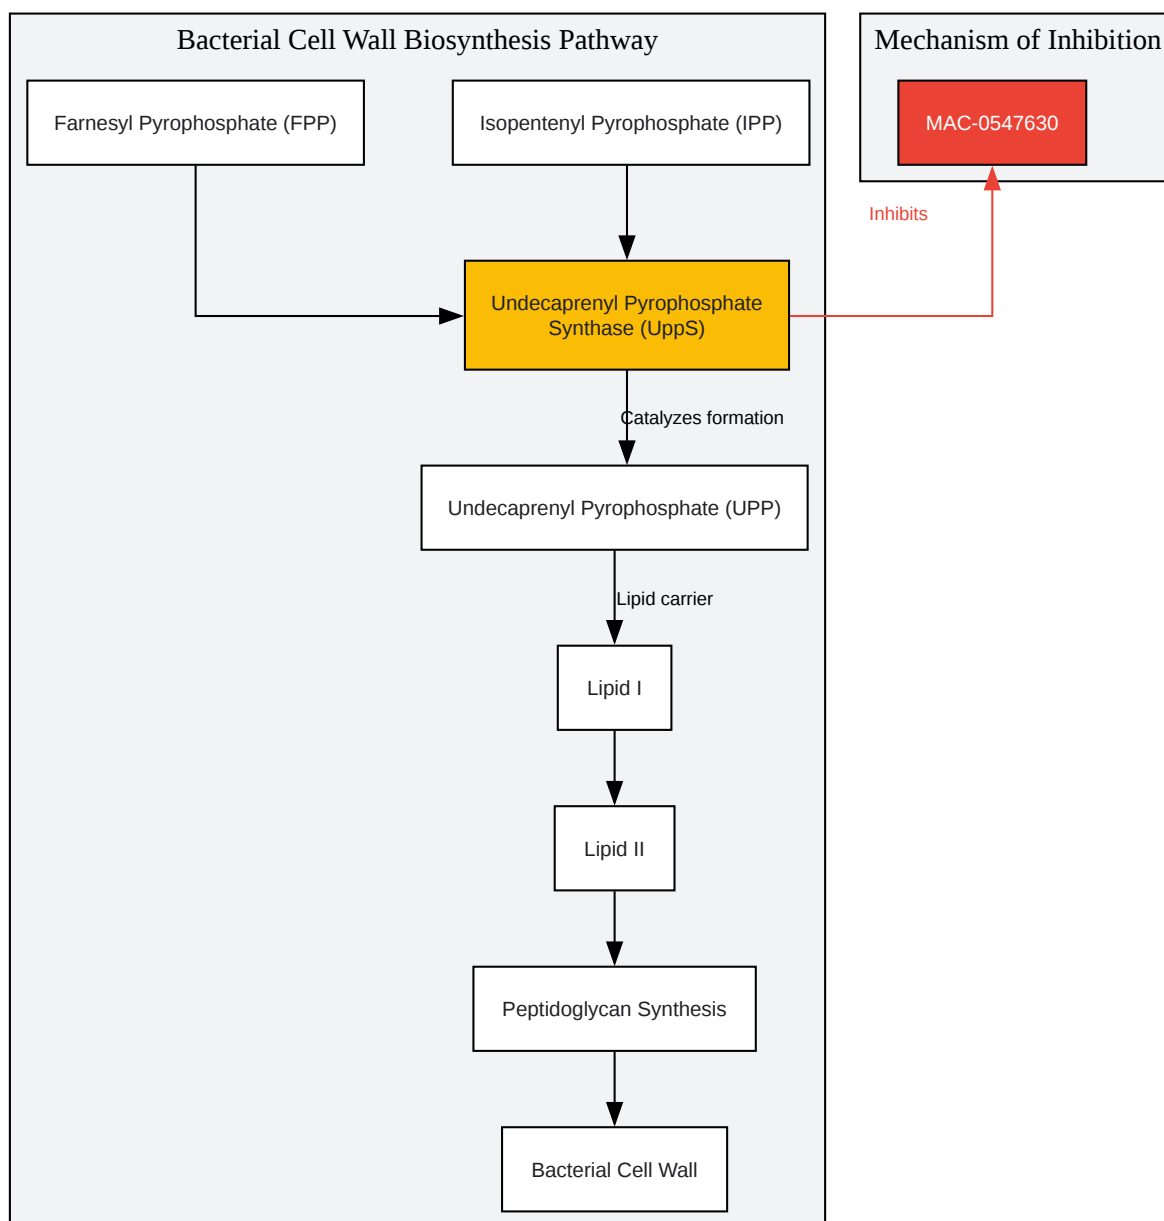 Bacterial Cell Wall Biosynthesis Pathway
Mechanism of Inhibition
Farnesyl Pyrophosphate (FPP)
Isopentenyl Pyrophosphate (IPP)
MAC-0547630
Inhibits
Undecaprenyl Pyrophosphate
Synthase (UppS)
Catalyzes formation
Undecaprenyl Pyrophosphate (UPP)
Lipid carrier
Lipid I
Lipid II
Peptidoglycan Synthesis
Bacterial Cell Wall